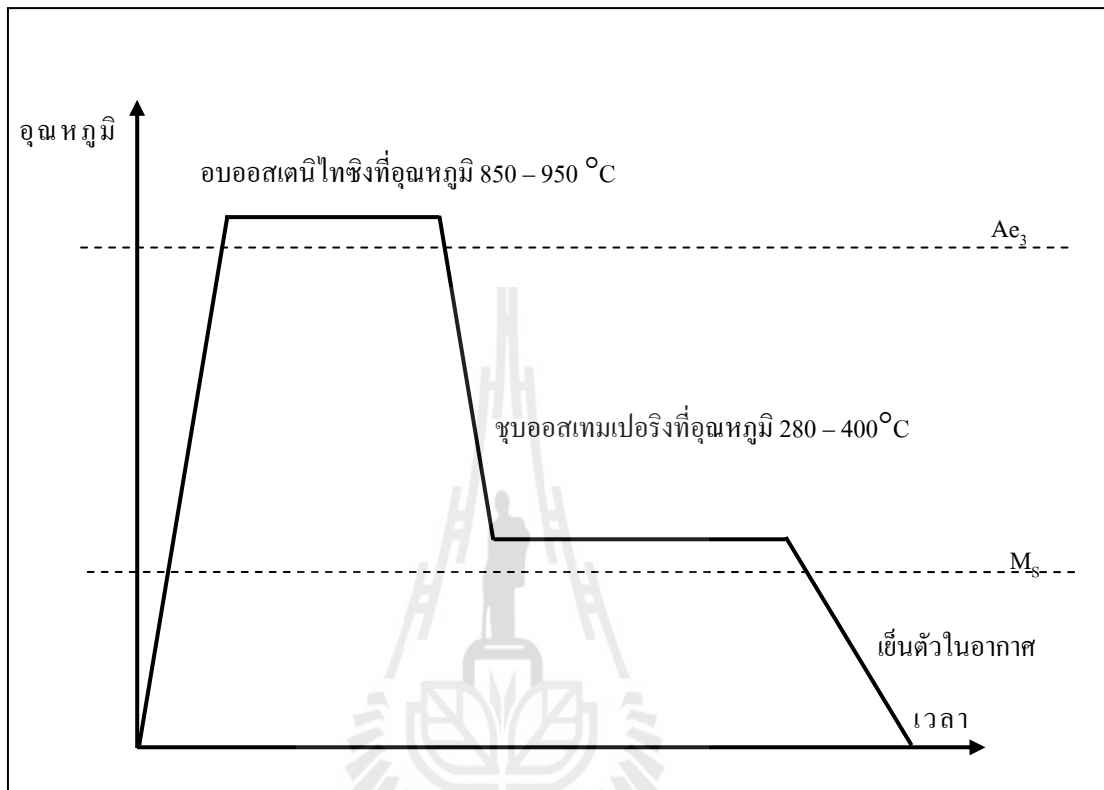 อุณหภูมิ
อบออสเตนิไทซิงที่อุณหภูมิ 850 – 950 °C
Ae₃
ชุบออสเทมเปอริงที่อุณหภูมิ 280 – 400°C
Mₛ
เย็นตัวในอากาศ
เวลา